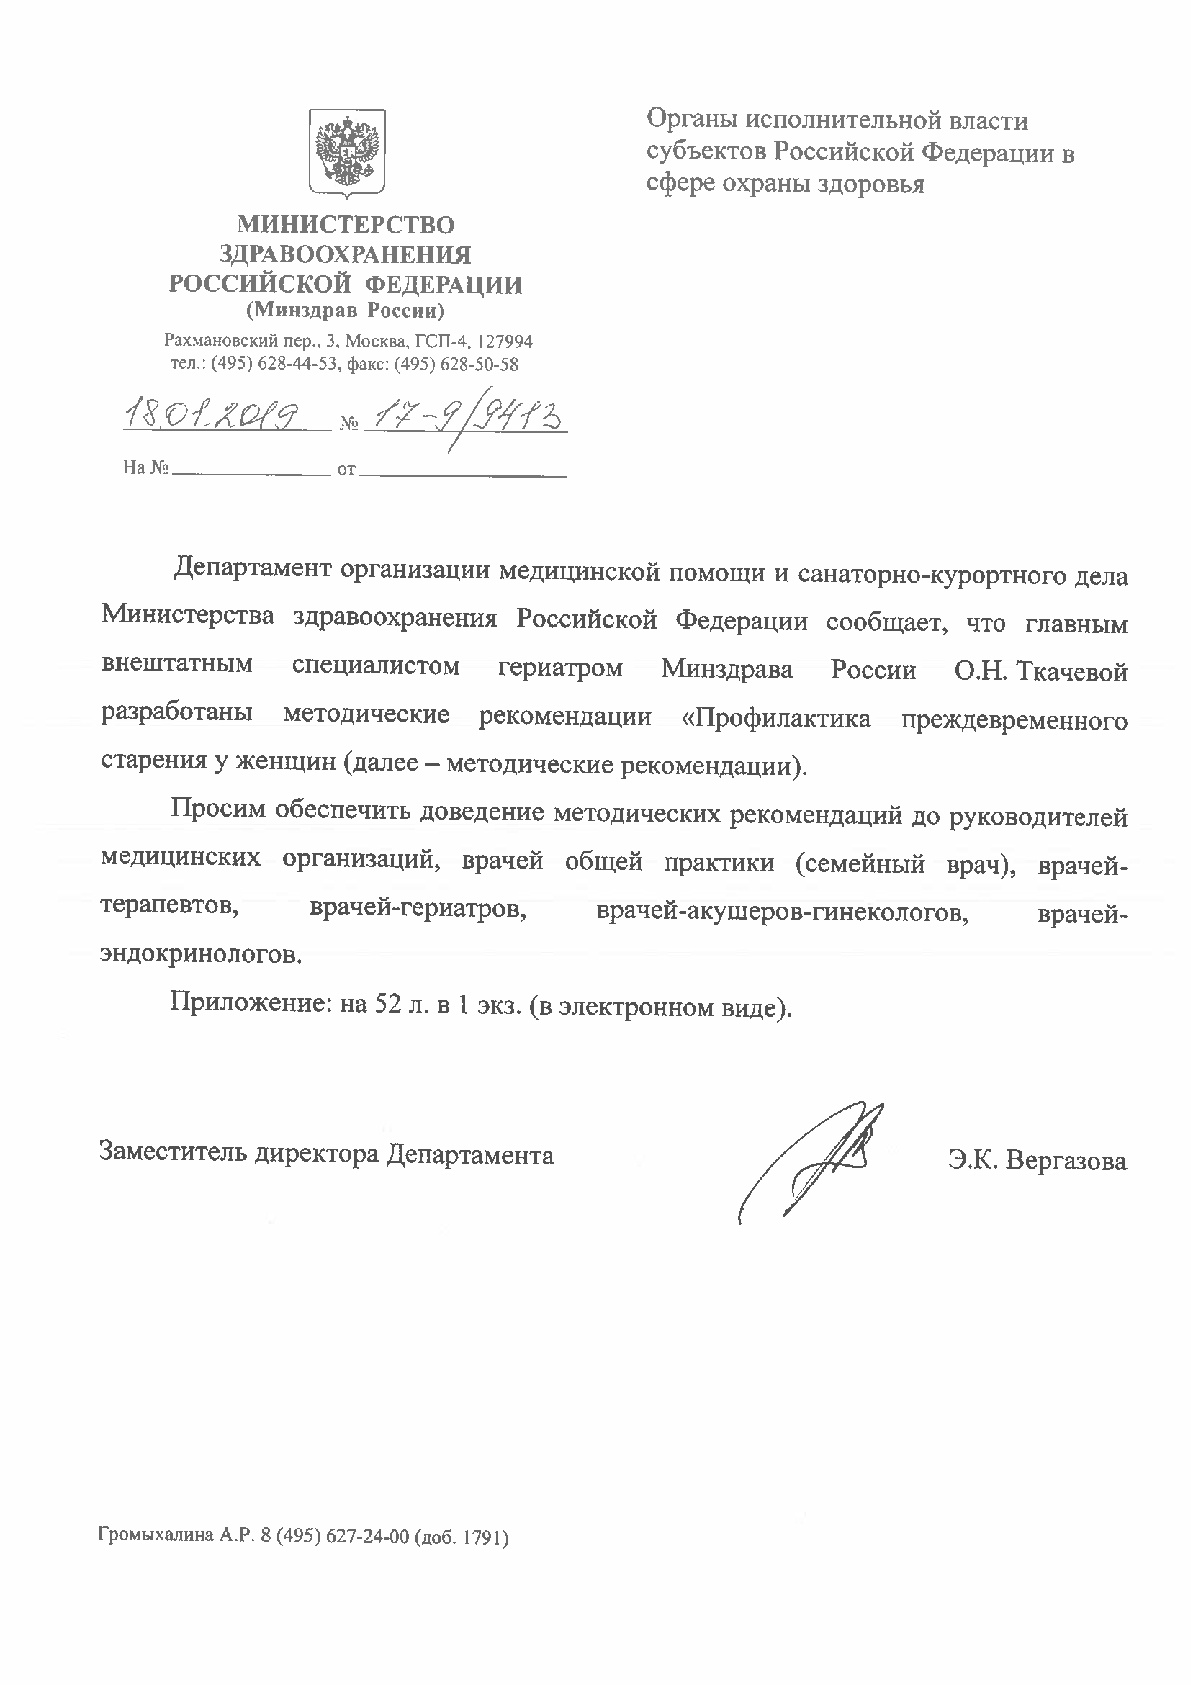 МИНИСТЕРСТВО
ЗДРАВООХРАНЕНИЯ
РОССИЙСКОЙ ФЕДЕРАЦИИ
(Минздрав России)
Рахмановский пер., 3, Москва, ГСП-4, 127994
тел.: (495) 628-44-53, факс: (495) 628-50-58
18.01.2019 № 17-9/9413
На № от
Органы исполнительной власти
субъектов Российской Федерации в
сфере охраны здоровья
Департамент организации медицинской помощи и санаторно-курортного дела
Министерства здравоохранения Российской Федерации сообщает, что главным
внештатным специалистом гериатром Минздрава России О.Н. Ткачевой
разработаны методические рекомендации «Профилактика преждевременного
старения у женщин (далее – методические рекомендации).
Просим обеспечить доведение методических рекомендаций до руководителей
медицинских организаций, врачей общей практики (семейный врач), врачей-
терапевтов, врачей-гериатров, врачей-акушеров-гинекологов, врачей-
эндокринологов.
Приложение: на 52 л. в 1 экз. (в электронном виде).
Заместитель директора Департамента Э.К. Вергазова
Громыхалина А.Р. 8 (495) 627-24-00 (доб. 1791)